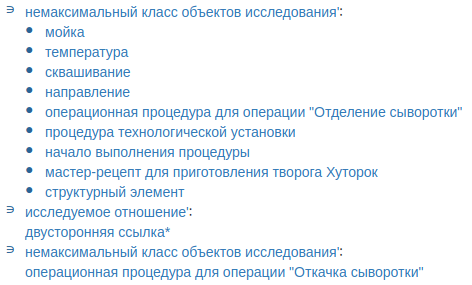 ∋ немаксимальный класс объектов исследования':
• мойка
• температура
• сквашивание
• направление
• операционная процедура для операции "Отделение сыворотки"
• процедура технологической установки
• начало выполнения процедуры
• мастер-рецепт для приготовления творога Хуторок
• структурный элемент
∋ исследуемое отношение':
двусторонняя ссылка*
∋ немаксимальный класс объектов исследования':
операционная процедура для операции "Откачка сыворотки"